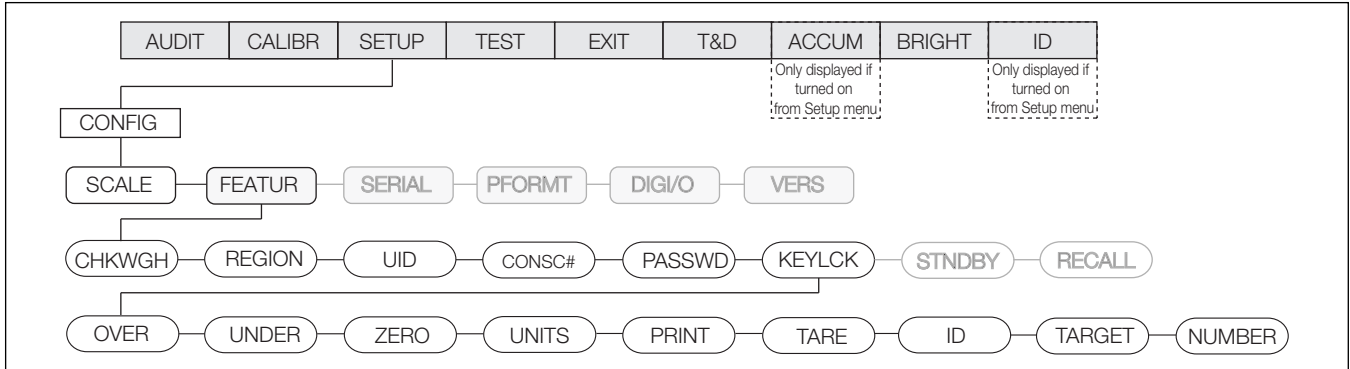 AUDIT CALIBR SETUP TEST EXIT T&D ACCUM BRIGHT ID
Only displayed if
turned on
from Setup menu
Only displayed if
turned on
from Setup menu
CONFIG
SCALE FEATUR SERIAL PFORMT DIGI/O VERS
CHKWGH REGION UID CONSC# PASSWD KEYLCK STNDBY RECALL
OVER UNDER ZERO UNITS PRINT TARE ID TARGET NUMBER